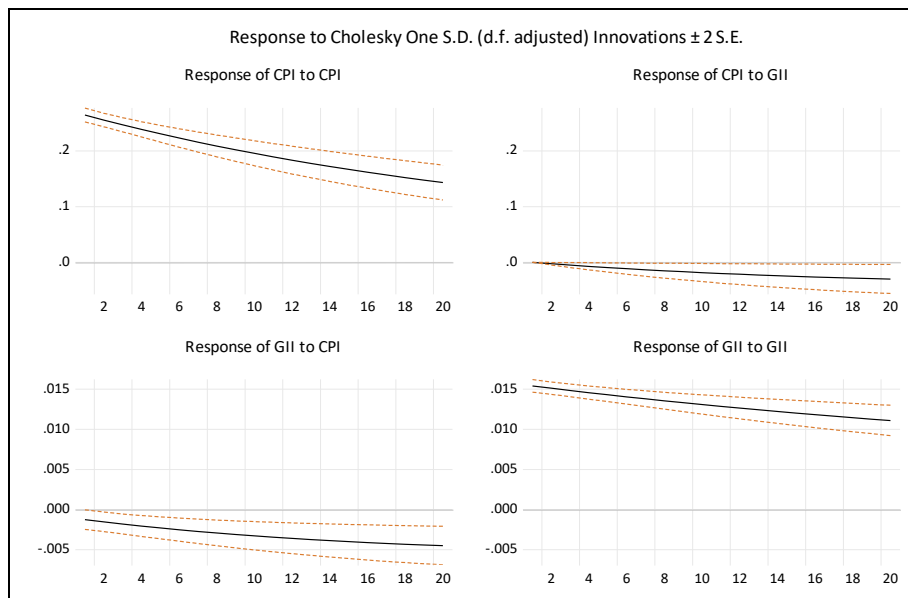 Response to Cholesky One S.D. (d.f. adjusted) Innovations ± 2 S.E.
Response of CPI to CPI
.2
.1
.0
2 4 6 8 10 12 14 16 18 20
Response of CPI to GII
.2
.1
.0
2 4 6 8 10 12 14 16 18 20
Response of GII to CPI
.015
.010
.005
.000
-.005
2 4 6 8 10 12 14 16 18 20
Response of GII to GII
.015
.010
.005
.000
-.005
2 4 6 8 10 12 14 16 18 20